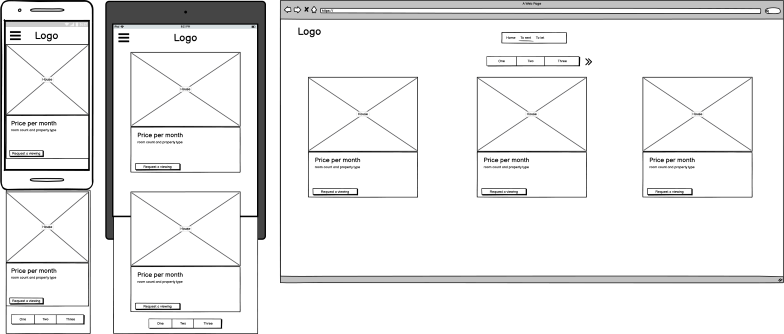 Logo
House
Price per month
room count and property type
Request a viewing
House
Price per month
room count and property type
Request a viewing
One Two Three
Logo
House
Price per month
room count and property type
Request a viewing
House
Price per month
room count and property type
Request a viewing
One Two Three
A Web Page
https://
Logo
Home To rent To let
One Two Three
House House House
Price per month Price per month Price per month
room count and property type room count and property type room count and property type
Request a viewing Request a viewing Request a viewing